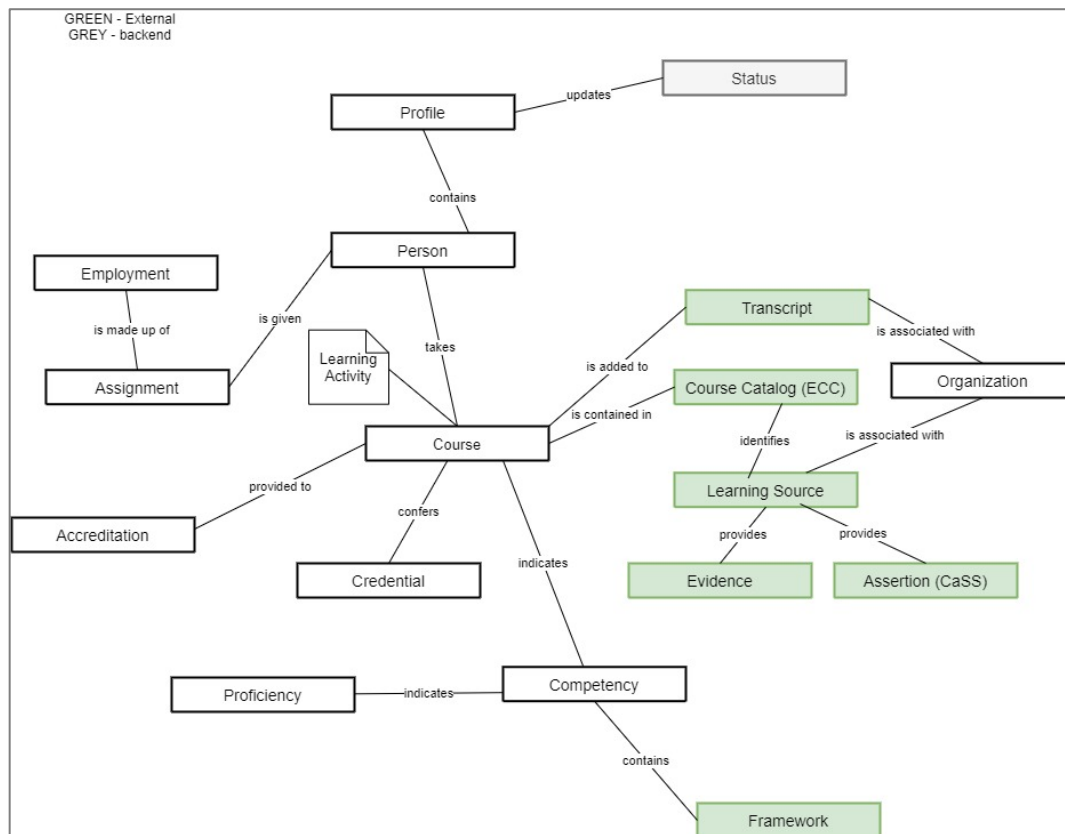 GREEN - External
GREY - backend
Status
updates
Profile
contains
Person
Employment
is made up of
is given
Assignment
Learning
Activity
takes
Transcript
is added to
is associated with
Course Catalog (ECC)
Organization
is contained in
Course
identifies
is associated with
provided to
Learning Source
confers
Accreditation
provides
provides
indicates
Credential
Evidence
Assertion (CaSS)
Proficiency
indicates
Competency
contains
Framework